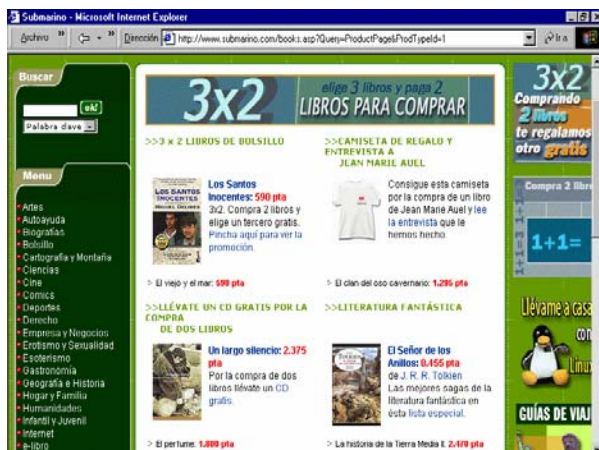 Submarino - Microsoft Internet Explorer
Archivo
Dirección http://www.submarino.com/books.asp?Query=ProductPage&ProdTypeId=1
Ir a
Buscar
ok!
Palabra clave
Menu
Artes
Autoayuda
Biografías
Bolsillo
Cartografía y Montaña
Ciencias
Cine
Comics
Deportes
Derecho
Empresa y Negocios
Erotismo y Sexualidad
Esoterismo
Gastronomía
Geografía e Historia
Hogar y Familia
Humanidades
Infantil y Juvenil
Internet
e-libro
3x2
elige 3 libros y paga 2
LIBROS PARA COMPRAR
>>3 x 2 LIBROS DE BOLSILLO
LOS SANTOS
INOCENTES
MIGUEL DELIBES
Los Santos
Inocentes: 590 pta
3x2. Compra 2 libros y
elige un tercero gratis.
Pincha aquí para ver la
promoción.
> El viejo y el mar: 590 pta
>>CAMISETA DE REGALO Y
ENTREVISTA A
JEAN MARIE AUEL
Consigue esta camiseta
por la compra de un libro
de Jean Marie Auel y lee
la entrevista que le
hemos hecho.
> El clan del oso cavernario: 1.295 pta
>>LLÉVATE UN CD GRATIS POR LA
COMPRA
DE DOS LIBROS
Un largo silencio: 2.375
pta
Por la compra de dos
libros llévate un CD
gratis.
> El perfume: 1.800 pta
>>LITERATURA FANTÁSTICA
TOLKIEN
El Señor de los
Anillos: 8.455 pta
de J. R. R. Tolkien
Las mejores sagas de la
literatura fantástica en
ésta lista especial.
> La historia de la Tierra Media II: 2.470 pta
3x2
Comprando
2 libros
te regalamos
otro gratis
Compra 2 libro
1+1=
Llévame a casa
con
Linux
GUÍAS DE VIAJ